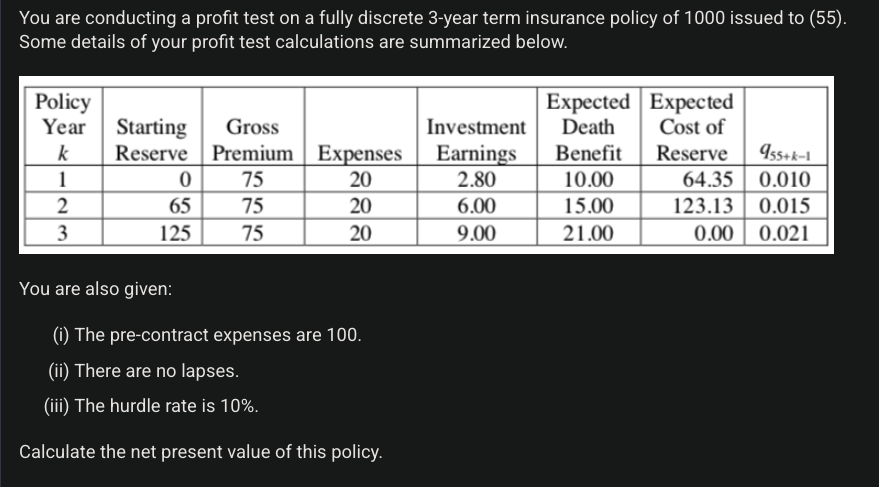 You are conducting a profit test on a fully discrete 3-year term insurance policy of 1000 issued to (55).
Some details of your profit test calculations are summarized below.
Policy Year k | Starting Reserve | Gross Premium | Expenses | Investment Earnings | Expected Death Benefit | Expected Cost of Reserve | q55+k–1
1 | 0 | 75 | 20 | 2.80 | 10.00 | 64.35 | 0.010
2 | 65 | 75 | 20 | 6.00 | 15.00 | 123.13 | 0.015
3 | 125 | 75 | 20 | 9.00 | 21.00 | 0.00 | 0.021
You are also given:
(i) The pre-contract expenses are 100.
(ii) There are no lapses.
(iii) The hurdle rate is 10%.
Calculate the net present value of this policy.